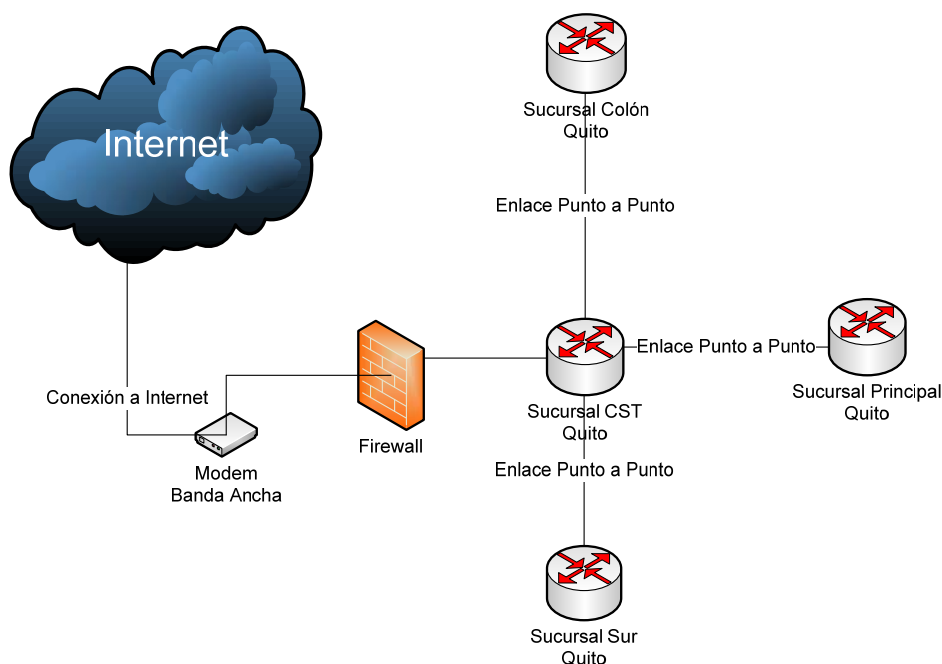 Internet
Sucursal Colón
Quito
Enlace Punto a Punto
Enlace Punto a Punto
Sucursal Principal
Quito
Sucursal CST
Quito
Conexión a Internet
Firewall
Modem
Banda Ancha
Enlace Punto a Punto
Sucursal Sur
Quito